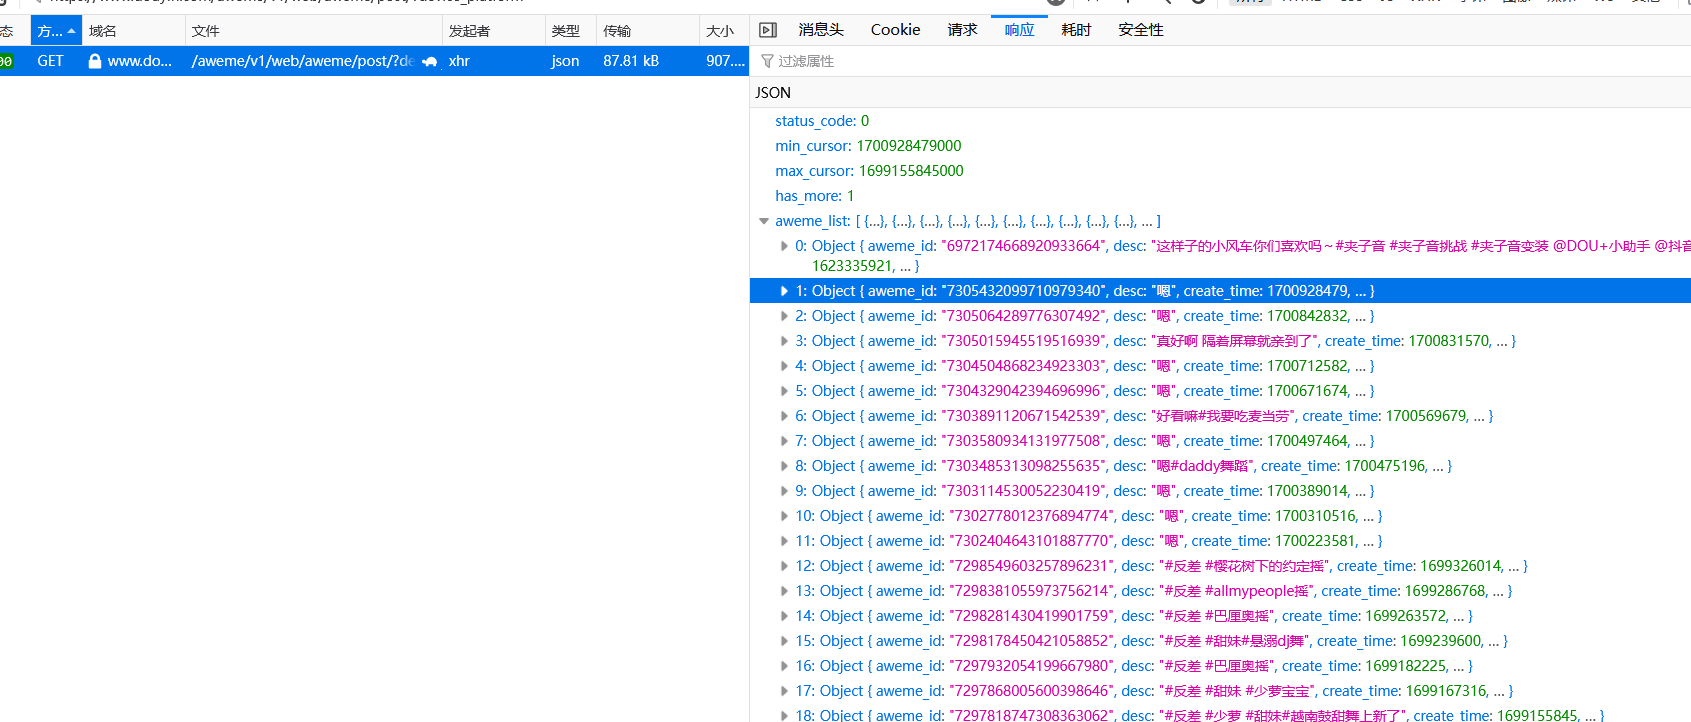 方... 域名 文件 发起者 类型 传输 大小 消息头 Cookie 请求 响应 耗时 安全性
GET www.do... /aweme/v1/web/aweme/post/?de xhr json 87.81 kB 907.... 过滤属性
JSON
status_code: 0
min_cursor: 1700928479000
max_cursor: 1699155845000
has_more: 1
aweme_list: [ {…}, {…}, {…}, {…}, {…}, {…}, {…}, {…}, {…}, {…}, … ]
0: Object { aweme_id: "6972174668920933664", desc: "这样子的小风车你们喜欢吗～#夹子音 #夹子音挑战 #夹子音变装 @DOU+小助手 @抖音
1623335921, … }
1: Object { aweme_id: "7305432099710979340", desc: "嗯", create_time: 1700928479, … }
2: Object { aweme_id: "7305064289776307492", desc: "嗯", create_time: 1700842832, … }
3: Object { aweme_id: "7305015945519516939", desc: "真好啊 隔着屏幕就亲到了", create_time: 1700831570, … }
4: Object { aweme_id: "7304504868234923303", desc: "嗯", create_time: 1700712582, … }
5: Object { aweme_id: "7304329042394696996", desc: "嗯", create_time: 1700671674, … }
6: Object { aweme_id: "7303891120671542539", desc: "好看嘛#我要吃麦当劳", create_time: 1700569679, … }
7: Object { aweme_id: "7303580934131977508", desc: "嗯", create_time: 1700497464, … }
8: Object { aweme_id: "7303485313098255635", desc: "嗯#daddy舞蹈", create_time: 1700475196, … }
9: Object { aweme_id: "7303114530052230419", desc: "嗯", create_time: 1700389014, … }
10: Object { aweme_id: "7302778012376894774", desc: "嗯", create_time: 1700310516, … }
11: Object { aweme_id: "7302404643101887770", desc: "嗯", create_time: 1700223581, … }
12: Object { aweme_id: "7298549603257896231", desc: "#反差 #樱花树下的约定摇", create_time: 1699326014, … }
13: Object { aweme_id: "7298381055973756214", desc: "#反差 #allmypeople摇", create_time: 1699286768, … }
14: Object { aweme_id: "7298281430419901759", desc: "#反差 #巴厘奥摇", create_time: 1699263572, … }
15: Object { aweme_id: "7298178450421058852", desc: "#反差 #甜妹#悬溺dj舞", create_time: 1699239600, … }
16: Object { aweme_id: "7297932054199667980", desc: "#反差 #巴厘奥摇", create_time: 1699182225, … }
17: Object { aweme_id: "7297868005600398646", desc: "#反差 #甜妹 #少萝宝宝", create_time: 1699167316, … }
18: Object { aweme_id: "7297818747308363062", desc: "#反差 #少萝 #甜妹#越南鼓甜舞上新了", create_time: 1699155845, … }